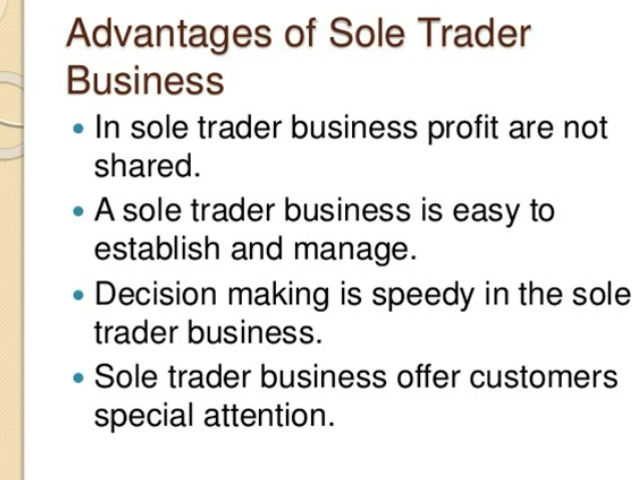 Advantages of Sole Trader
Business
• In sole trader business profit are not
shared.
• A sole trader business is easy to
establish and manage.
• Decision making is speedy in the sole
trader business.
• Sole trader business offer customers
special attention.